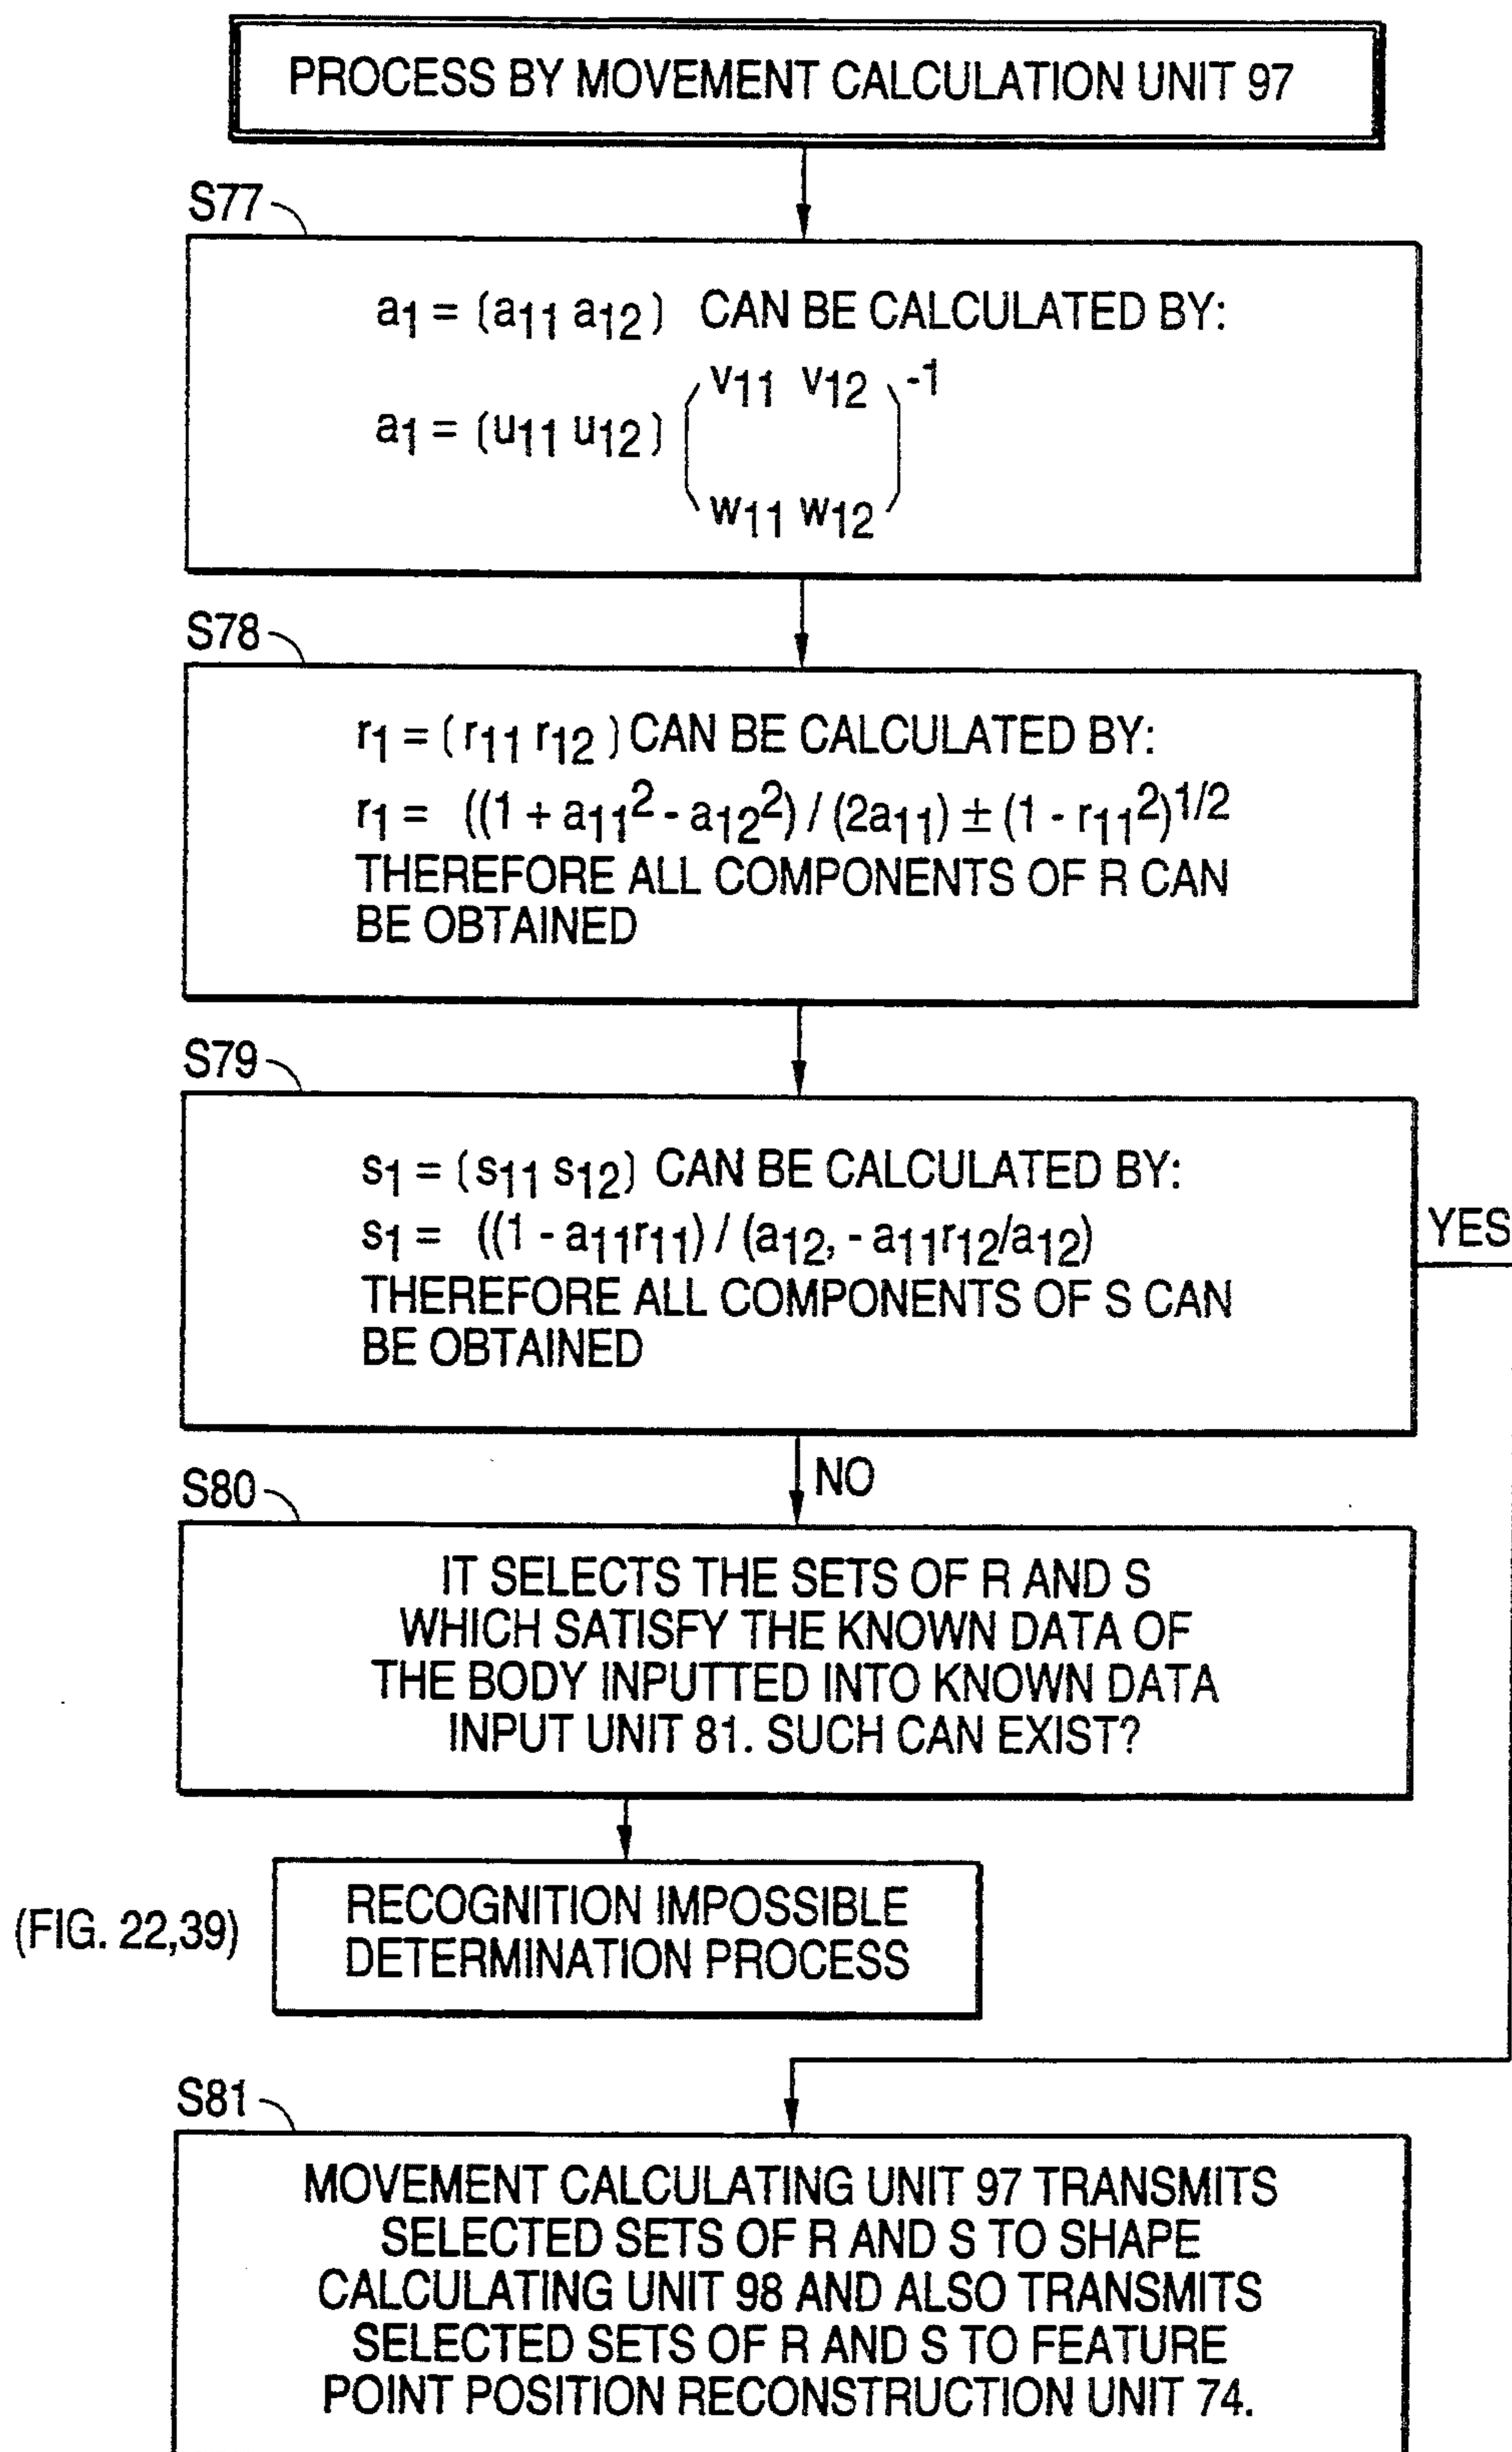 PROCESS BY MOVEMENT CALCULATION UNIT 97
S77
a11 = (a11 a12) CAN BE CALCULATED BY:
v11 v12 -1
a1 = (u11 u12)
w11 w12
S78
r1 = (r11 r12) CAN BE CALCULATED BY:
r1 = ((1 + a11² - a12²) / (2a11) ± (1 - r11²)1/2
THEREFORE ALL COMPONENTS OF R CAN
BE OBTAINED
S79
s1 = (s11 s12) CAN BE CALCULATED BY:
s1 = ((1 - a11r11) / (a12, - a11r12/a12)
THEREFORE ALL COMPONENTS OF S CAN
BE OBTAINED
YES
NO
S80
IT SELECTS THE SETS OF R AND S
WHICH SATISFY THE KNOWN DATA OF
THE BODY INPUTTED INTO KNOWN DATA
INPUT UNIT 81. SUCH CAN EXIST?
(FIG. 22,39)
RECOGNITION IMPOSSIBLE
DETERMINATION PROCESS
S81
MOVEMENT CALCULATING UNIT 97 TRANSMITS
SELECTED SETS OF R AND S TO SHAPE
CALCULATING UNIT 98 AND ALSO TRANSMITS
SELECTED SETS OF R AND S TO FEATURE
POINT POSITION RECONSTRUCTION UNIT 74.